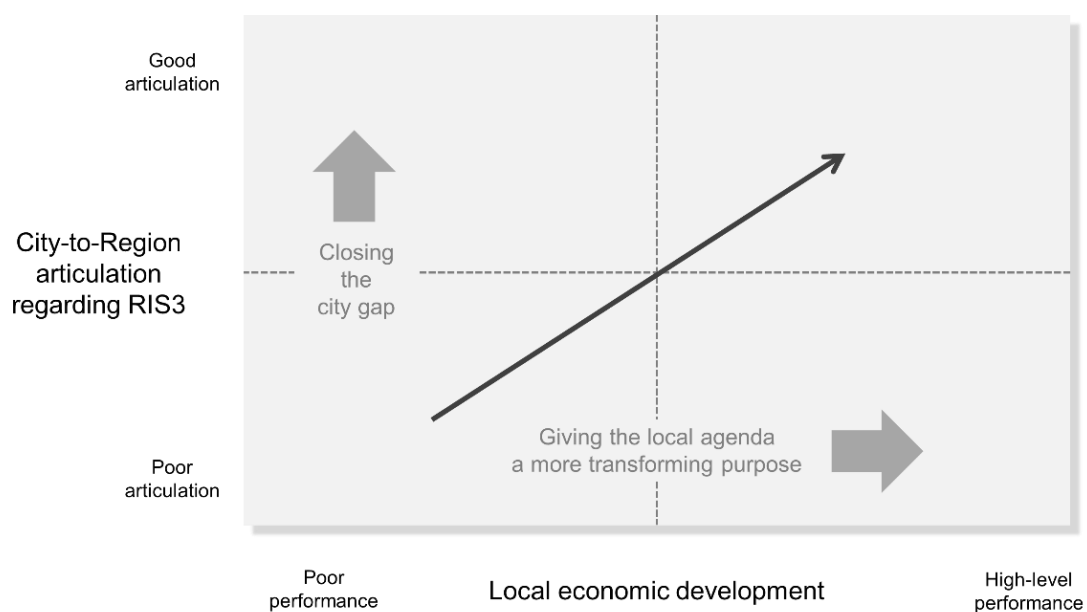 Good
articulation
City-to-Region
articulation
regarding RIS3
Closing
the
city gap
Giving the local agenda
a more transforming purpose
Poor
articulation
Poor
performance
Local economic development
High-level
performance